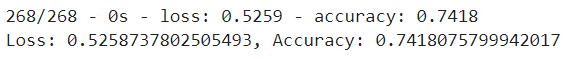 268/268 - 0s - loss: 0.5259 - accuracy: 0.7418
Loss: 0.5258737802505493, Accuracy: 0.7418075799942017